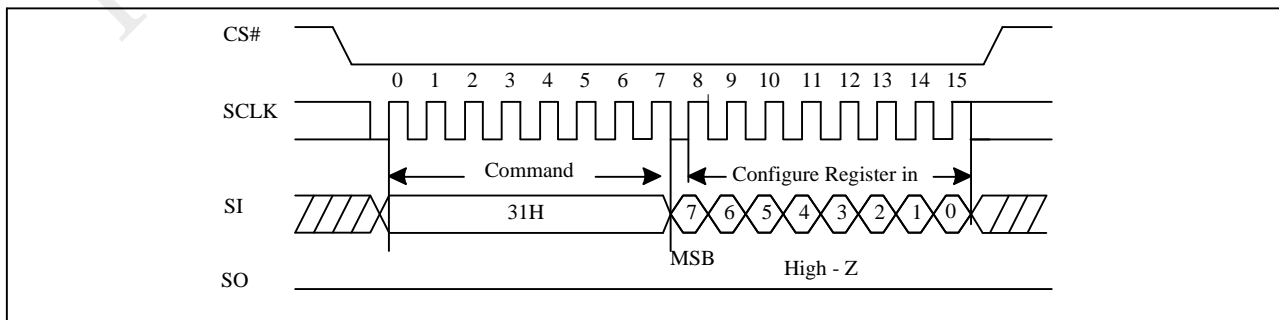 CS#
0 1 2 3 4 5 6 7 8 9 10 11 12 13 14 15
SCLK
Command Configure Register in
SI 31H 7 6 5 4 3 2 1 0
MSB High - Z
SO